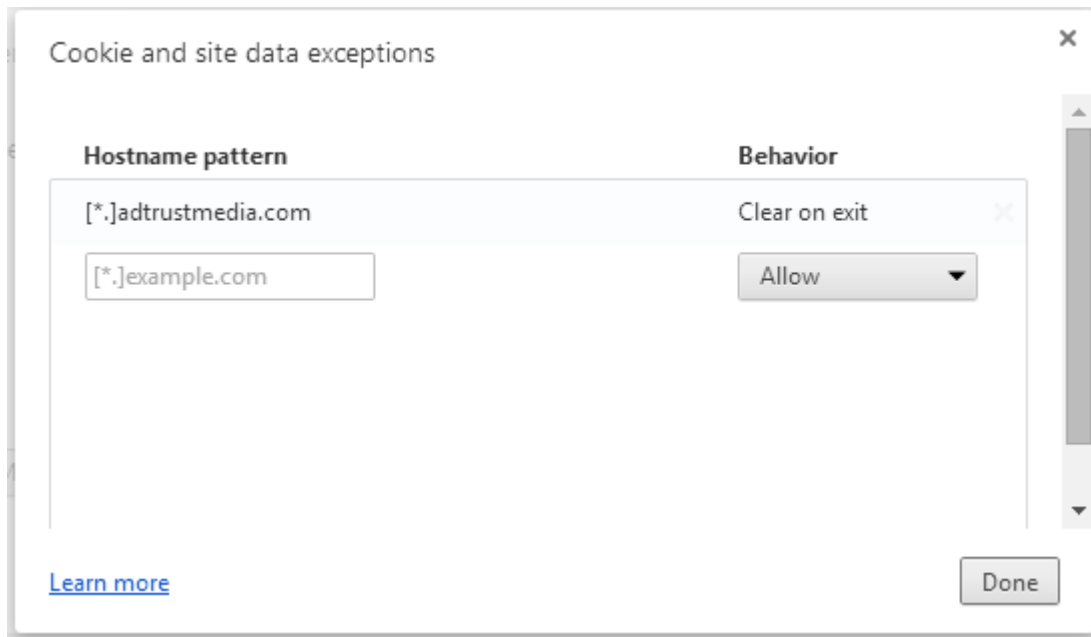 Cookie and site data exceptions
Hostname pattern Behavior
[*.]adtrustmedia.com Clear on exit
[*.]example.com Allow
Learn more Done